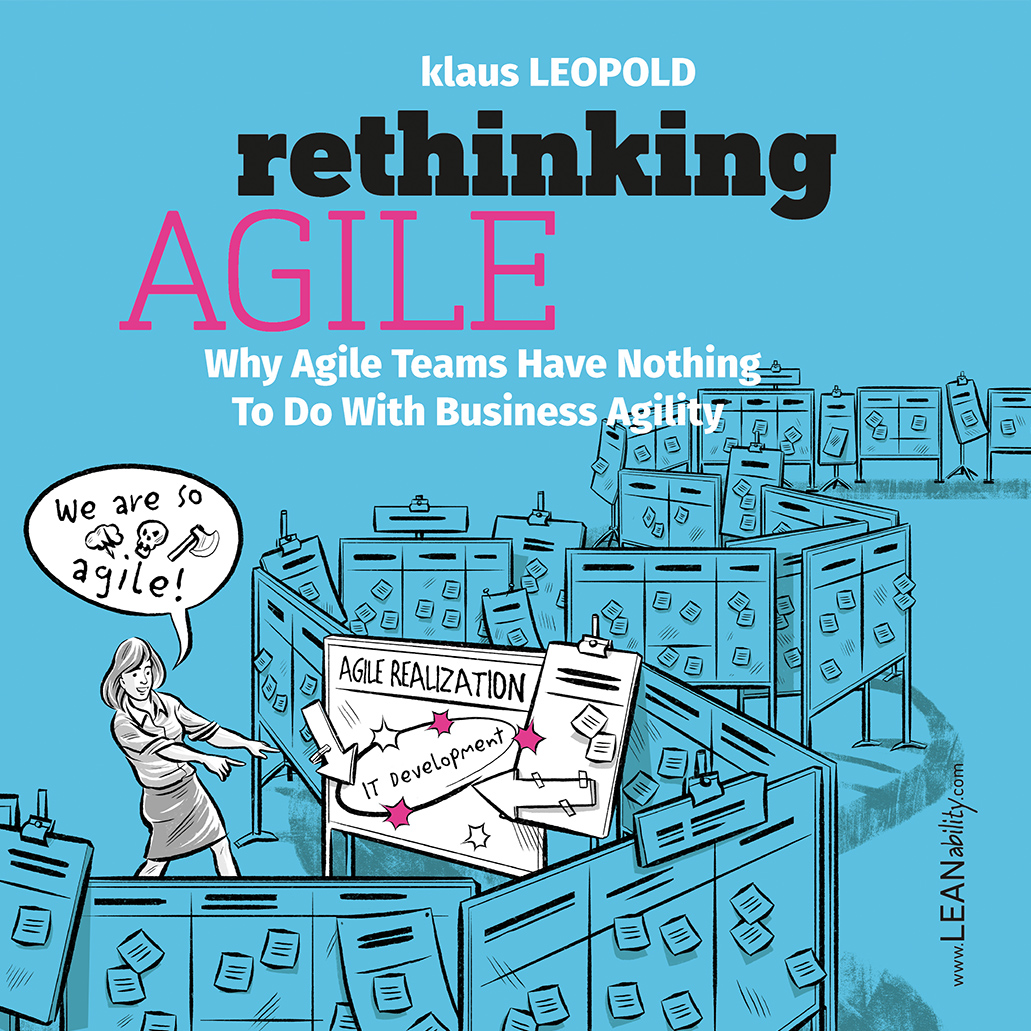 klaus LEOPOLD
rethinking
AGILE
Why Agile Teams Have Nothing
To Do With Business Agility
We are so
agile!
AGILE REALIZATION
IT Development
www.LEANability.com